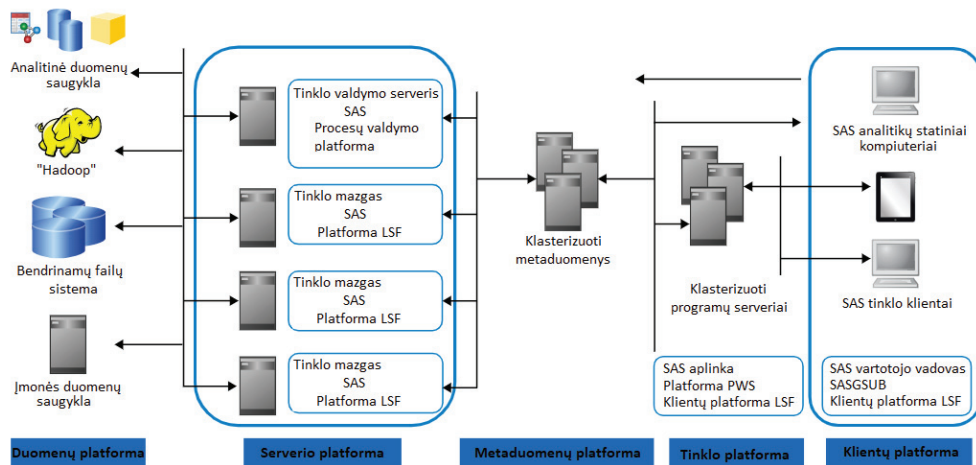 Analitinė duomenų
saugykla
"Hadoop"
Bendrinamų failų
sistema
Įmonės duomenų
saugykla
Duomenų platforma
Tinklo valdymo serveris
SAS
Procesų valdymo
platforma
Tinklo mazgas
SAS
Platforma LSF
Tinklo mazgas
SAS
Platforma LSF
Tinklo mazgas
SAS
Platforma LSF
Serverio platforma
Klasterizuoti
metaduomenys
Metaduomenų platforma
Klasterizuoti
programų serveriai
SAS aplinka
Platforma PWS
Klientų platforma LSF
Tinklo platforma
SAS analitikų statiniai
kompiuteriai
SAS tinklo klientai
SAS vartotojo vadovas
SASGSUB
Klientų platforma LSF
Klientų platforma